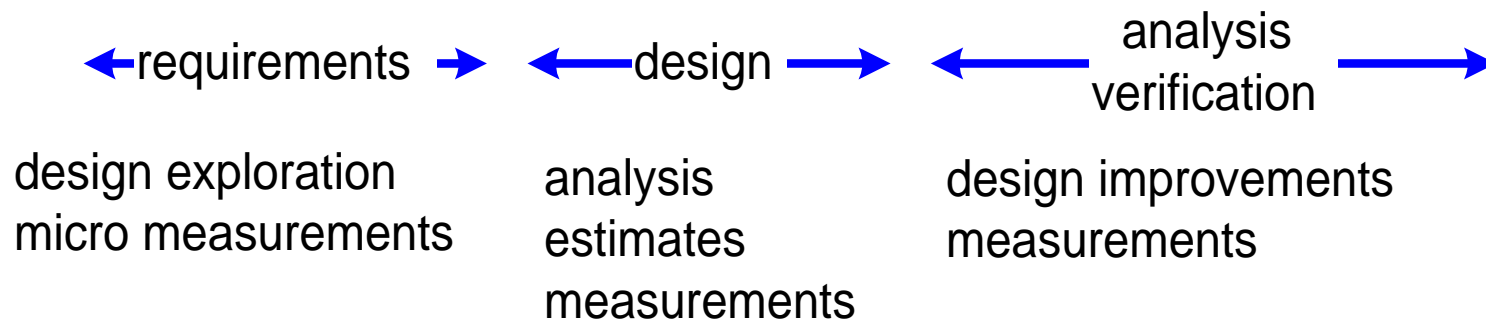 requirements
design
analysis
verification
design exploration
micro measurements
analysis
estimates
measurements
design improvements
measurements